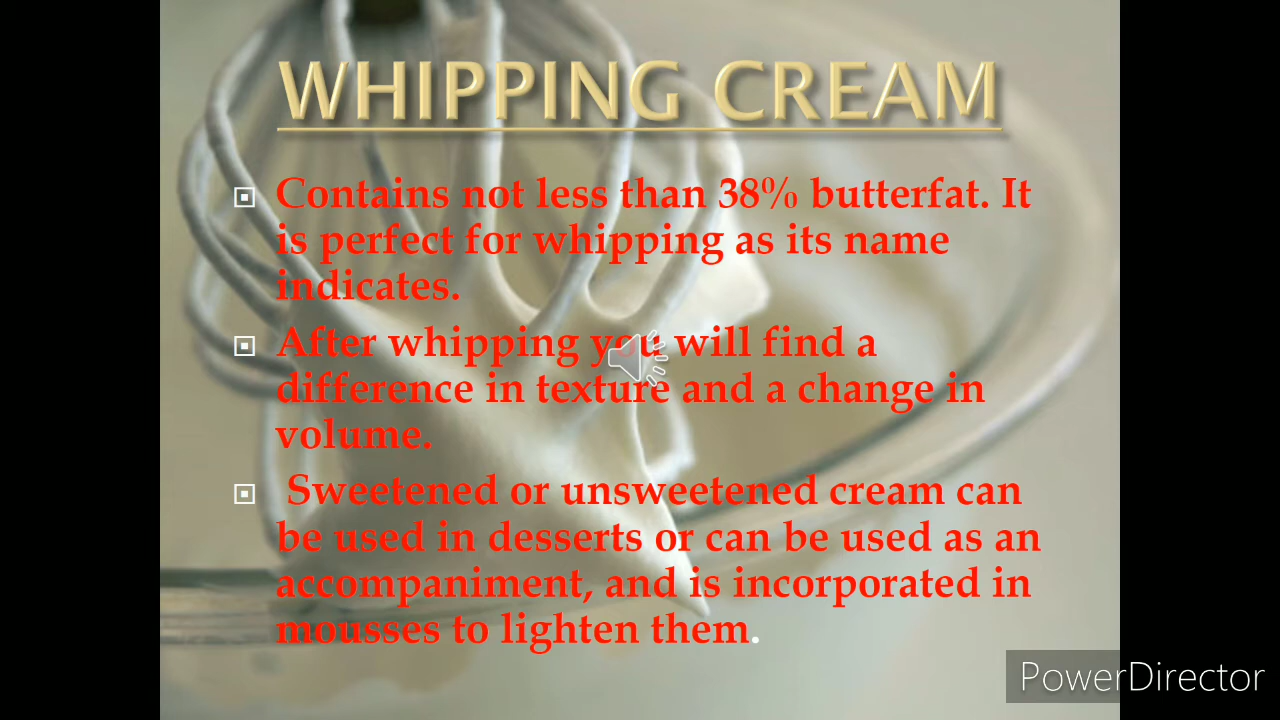 WHIPPING CREAM
Contains not less than 38% butterfat. It
is perfect for whipping as its name
indicates.
After whipping you will find a
difference in texture and a change in
volume.
Sweetened or unsweetened cream can
be used in desserts or can be used as an
accompaniment, and is incorporated in
mousses to lighten them.
PowerDirector